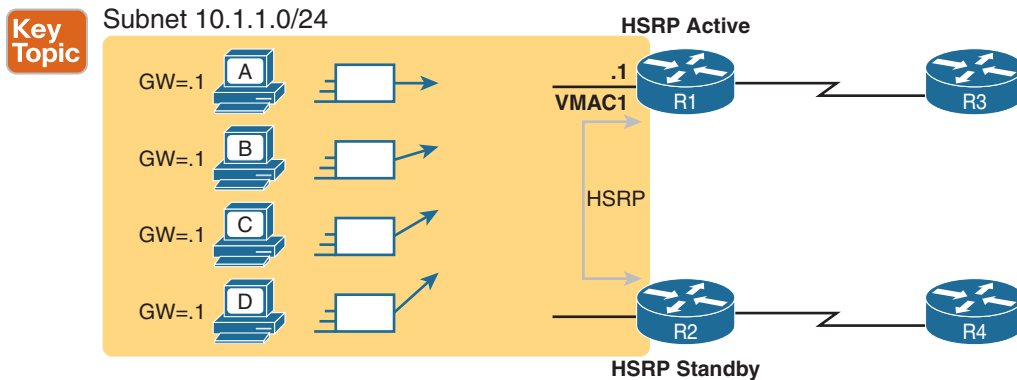 Key
Topic
Subnet 10.1.1.0/24
HSRP Active
GW=.1
A
.1
VMAC1
R1
R3
GW=.1
B
HSRP
GW=.1
C
GW=.1
D
R2
R4
HSRP Standby